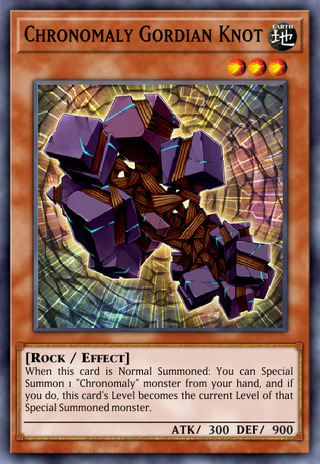 Chronomaly Gordian Knot
EARTH
地
[Rock / Effect]
When this card is Normal Summoned: You can Special
Summon 1 "Chronomaly" monster from your hand, and if
you do, this card's Level becomes the current Level of that
Special Summoned monster.
ATK/ 300 DEF/ 900